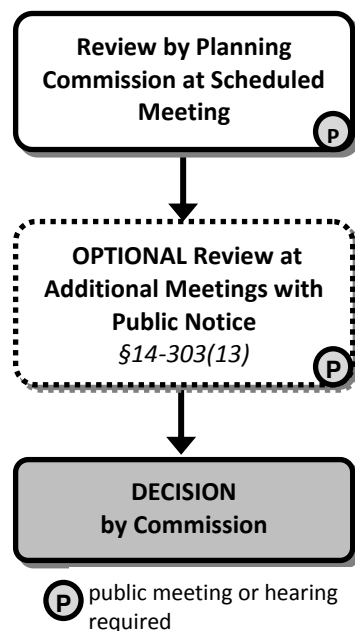 Review by Planning
Commission at Scheduled
Meeting
P
OPTIONAL Review at
Additional Meetings with
Public Notice
§14-303(13)
P
DECISION
by Commission
P public meeting or hearing
required